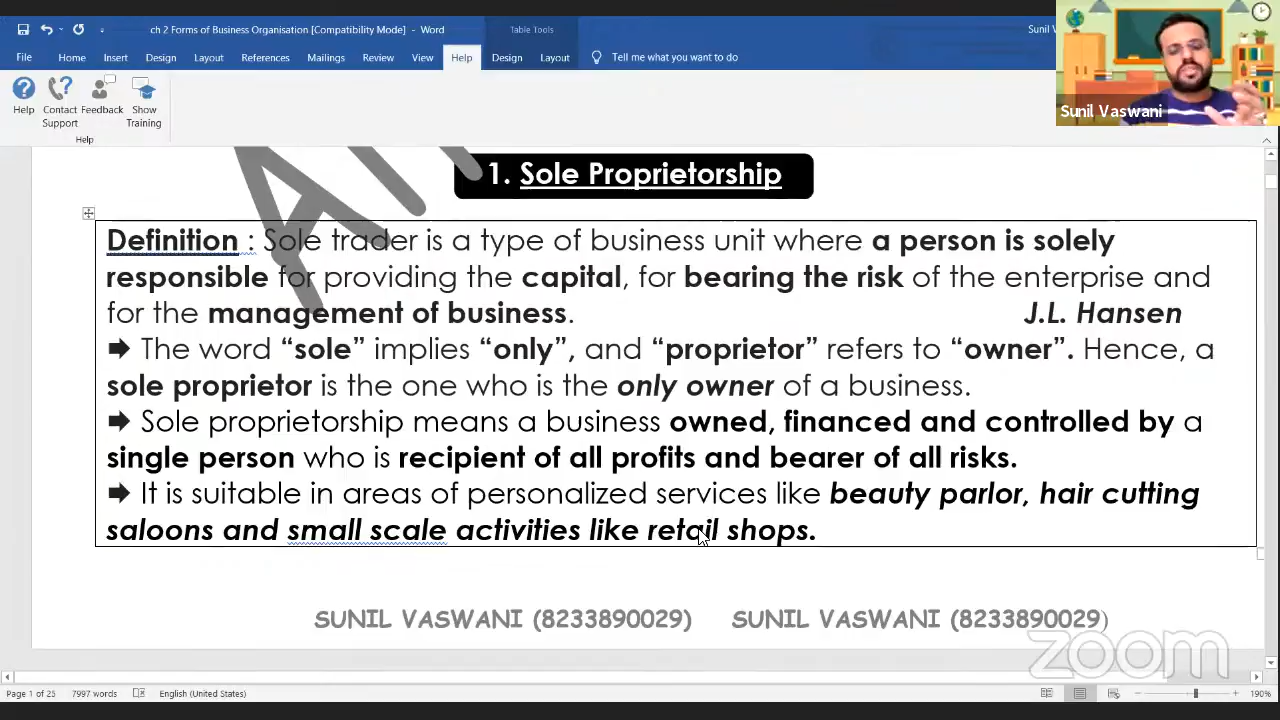 ch 2 Forms of Business Organisation [Compatibility Mode] - Word
Table Tools
Sunil V
File Home Insert Design Layout References Mailings Review View Help Design Layout Tell me what you want to do
Help Contact Support Feedback Show Training
Help
Sunil Vaswani
1. Sole Proprietorship
Definition : Sole trader is a type of business unit where a person is solely
responsible for providing the capital, for bearing the risk of the enterprise and
for the management of business. J.L. Hansen
🡆 The word “sole” implies “only”, and “proprietor” refers to “owner”. Hence, a
sole proprietor is the one who is the only owner of a business.
🡆 Sole proprietorship means a business owned, financed and controlled by a
single person who is recipient of all profits and bearer of all risks.
🡆 It is suitable in areas of personalized services like beauty parlor, hair cutting
saloons and small scale activities like retail shops.
SUNIL VASWANI (8233890029) SUNIL VASWANI (8233890029)
zoom
Page 1 of 25 7997 words English (United States) 190%